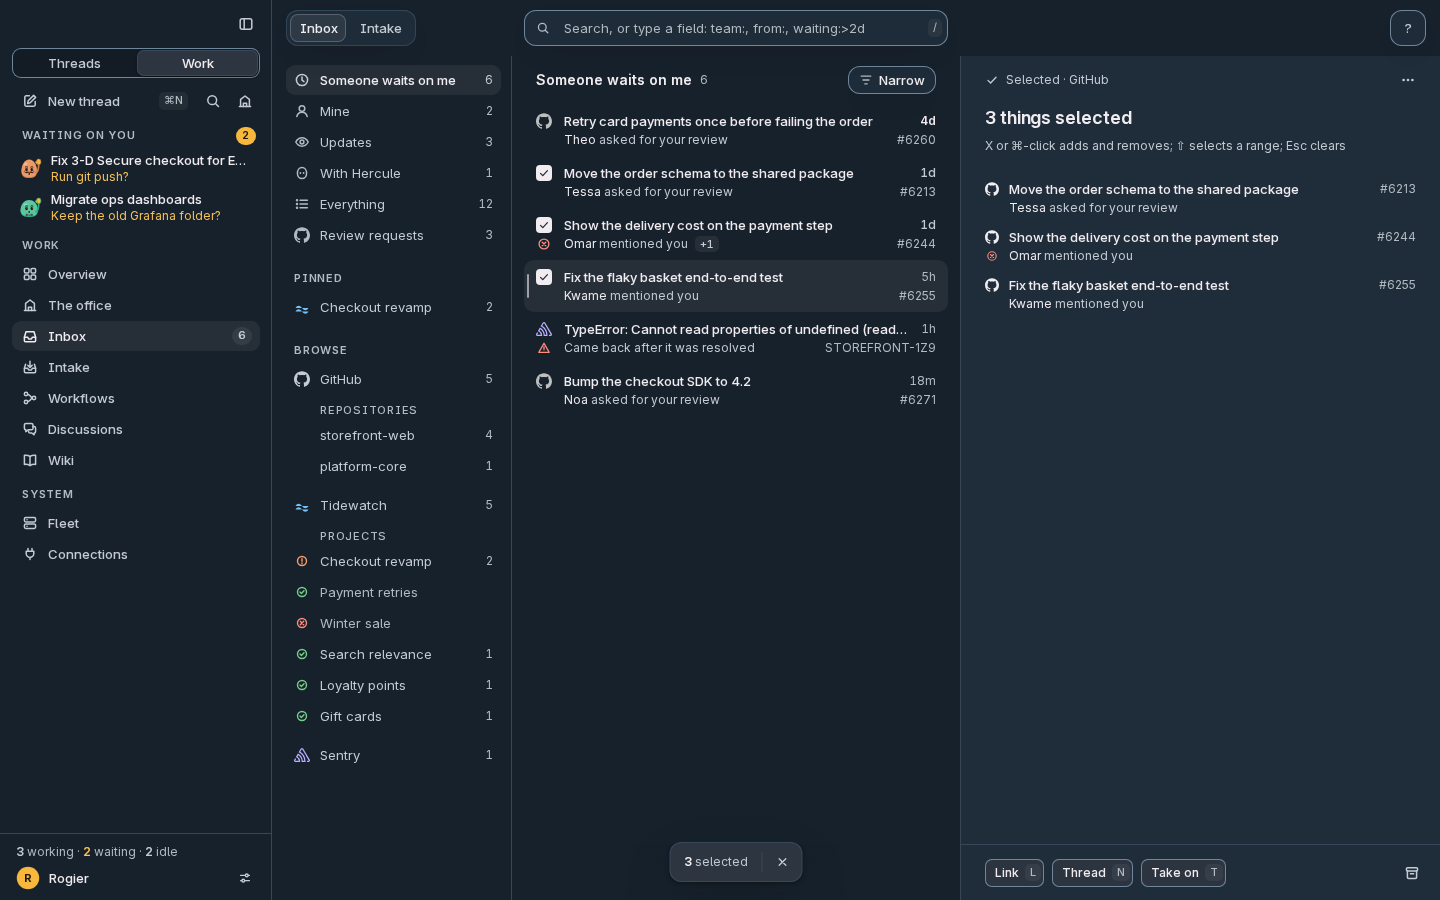 Threads
Work
New thread ⌘N
WAITING ON YOU 2
Fix 3-D Secure checkout for E…
Run git push?
Migrate ops dashboards
Keep the old Grafana folder?
WORK
Overview
The office
Inbox 6
Intake
Workflows
Discussions
Wiki
SYSTEM
Fleet
Connections
3 working · 2 waiting · 2 idle
R Rogier
Inbox Intake
Someone waits on me 6
Mine 2
Updates 3
With Hercule 1
Everything 12
Review requests 3
PINNED
Checkout revamp 2
BROWSE
GitHub 5
REPOSITORIES
storefront-web 4
platform-core 1
Tidewatch 5
PROJECTS
Checkout revamp 2
Payment retries
Winter sale
Search relevance 1
Loyalty points 1
Gift cards 1
Sentry 1
Search, or type a field: team:, from:, waiting:>2d /
?
Someone waits on me 6 Narrow
Retry card payments once before failing the order 4d
Theo asked for your review #6260
Move the order schema to the shared package 1d
Tessa asked for your review #6213
Show the delivery cost on the payment step 1d
Omar mentioned you +1 #6244
Fix the flaky basket end-to-end test 5h
Kwame mentioned you #6255
TypeError: Cannot read properties of undefined (read… 1h
Came back after it was resolved STOREFRONT-1Z9
Bump the checkout SDK to 4.2 18m
Noa asked for your review #6271
3 selected
Selected · GitHub
3 things selected
X or ⌘-click adds and removes; ⇧ selects a range; Esc clears
Move the order schema to the shared package #6213
Tessa asked for your review
Show the delivery cost on the payment step #6244
Omar mentioned you
Fix the flaky basket end-to-end test #6255
Kwame mentioned you
Link L Thread N Take on T